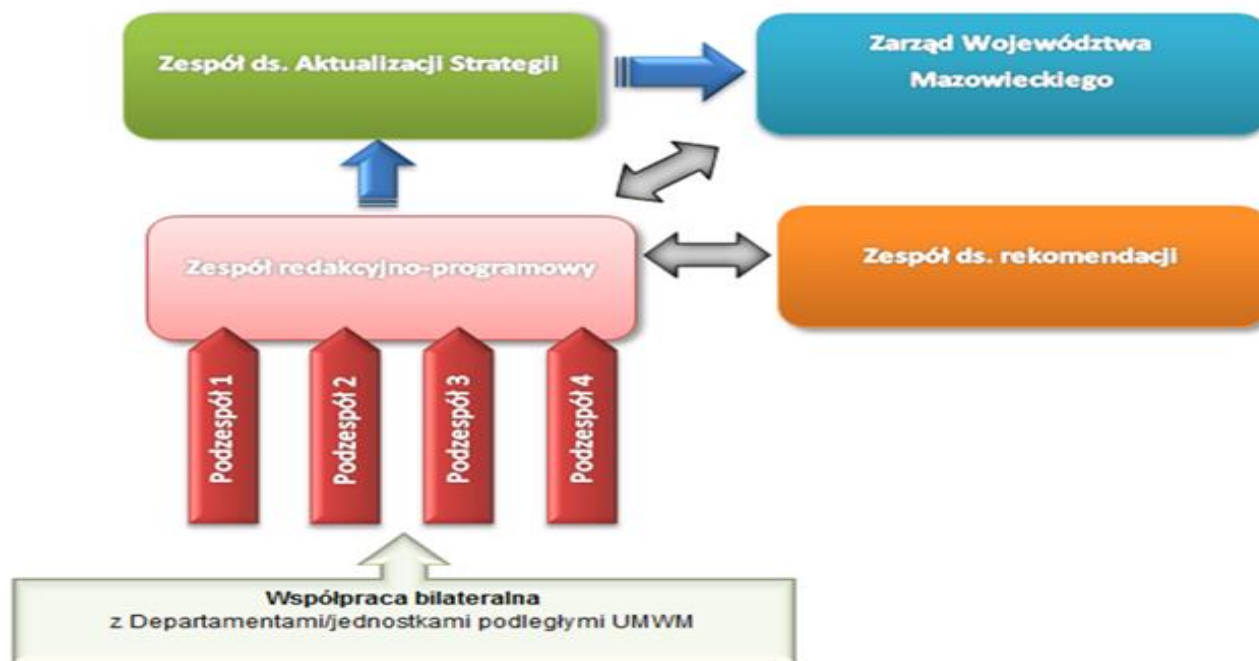 Zespół ds. Aktualizacji Strategii
Zarząd Województwa
Mazowieckiego
Zespół redakcyjno-programowy
Zespół ds. rekomendacji
Podzespół 1
Podzespół 2
Podzespół 3
Podzespół 4
Współpraca bilateralna
z Departamentami/jednostkami podległymi UMWM